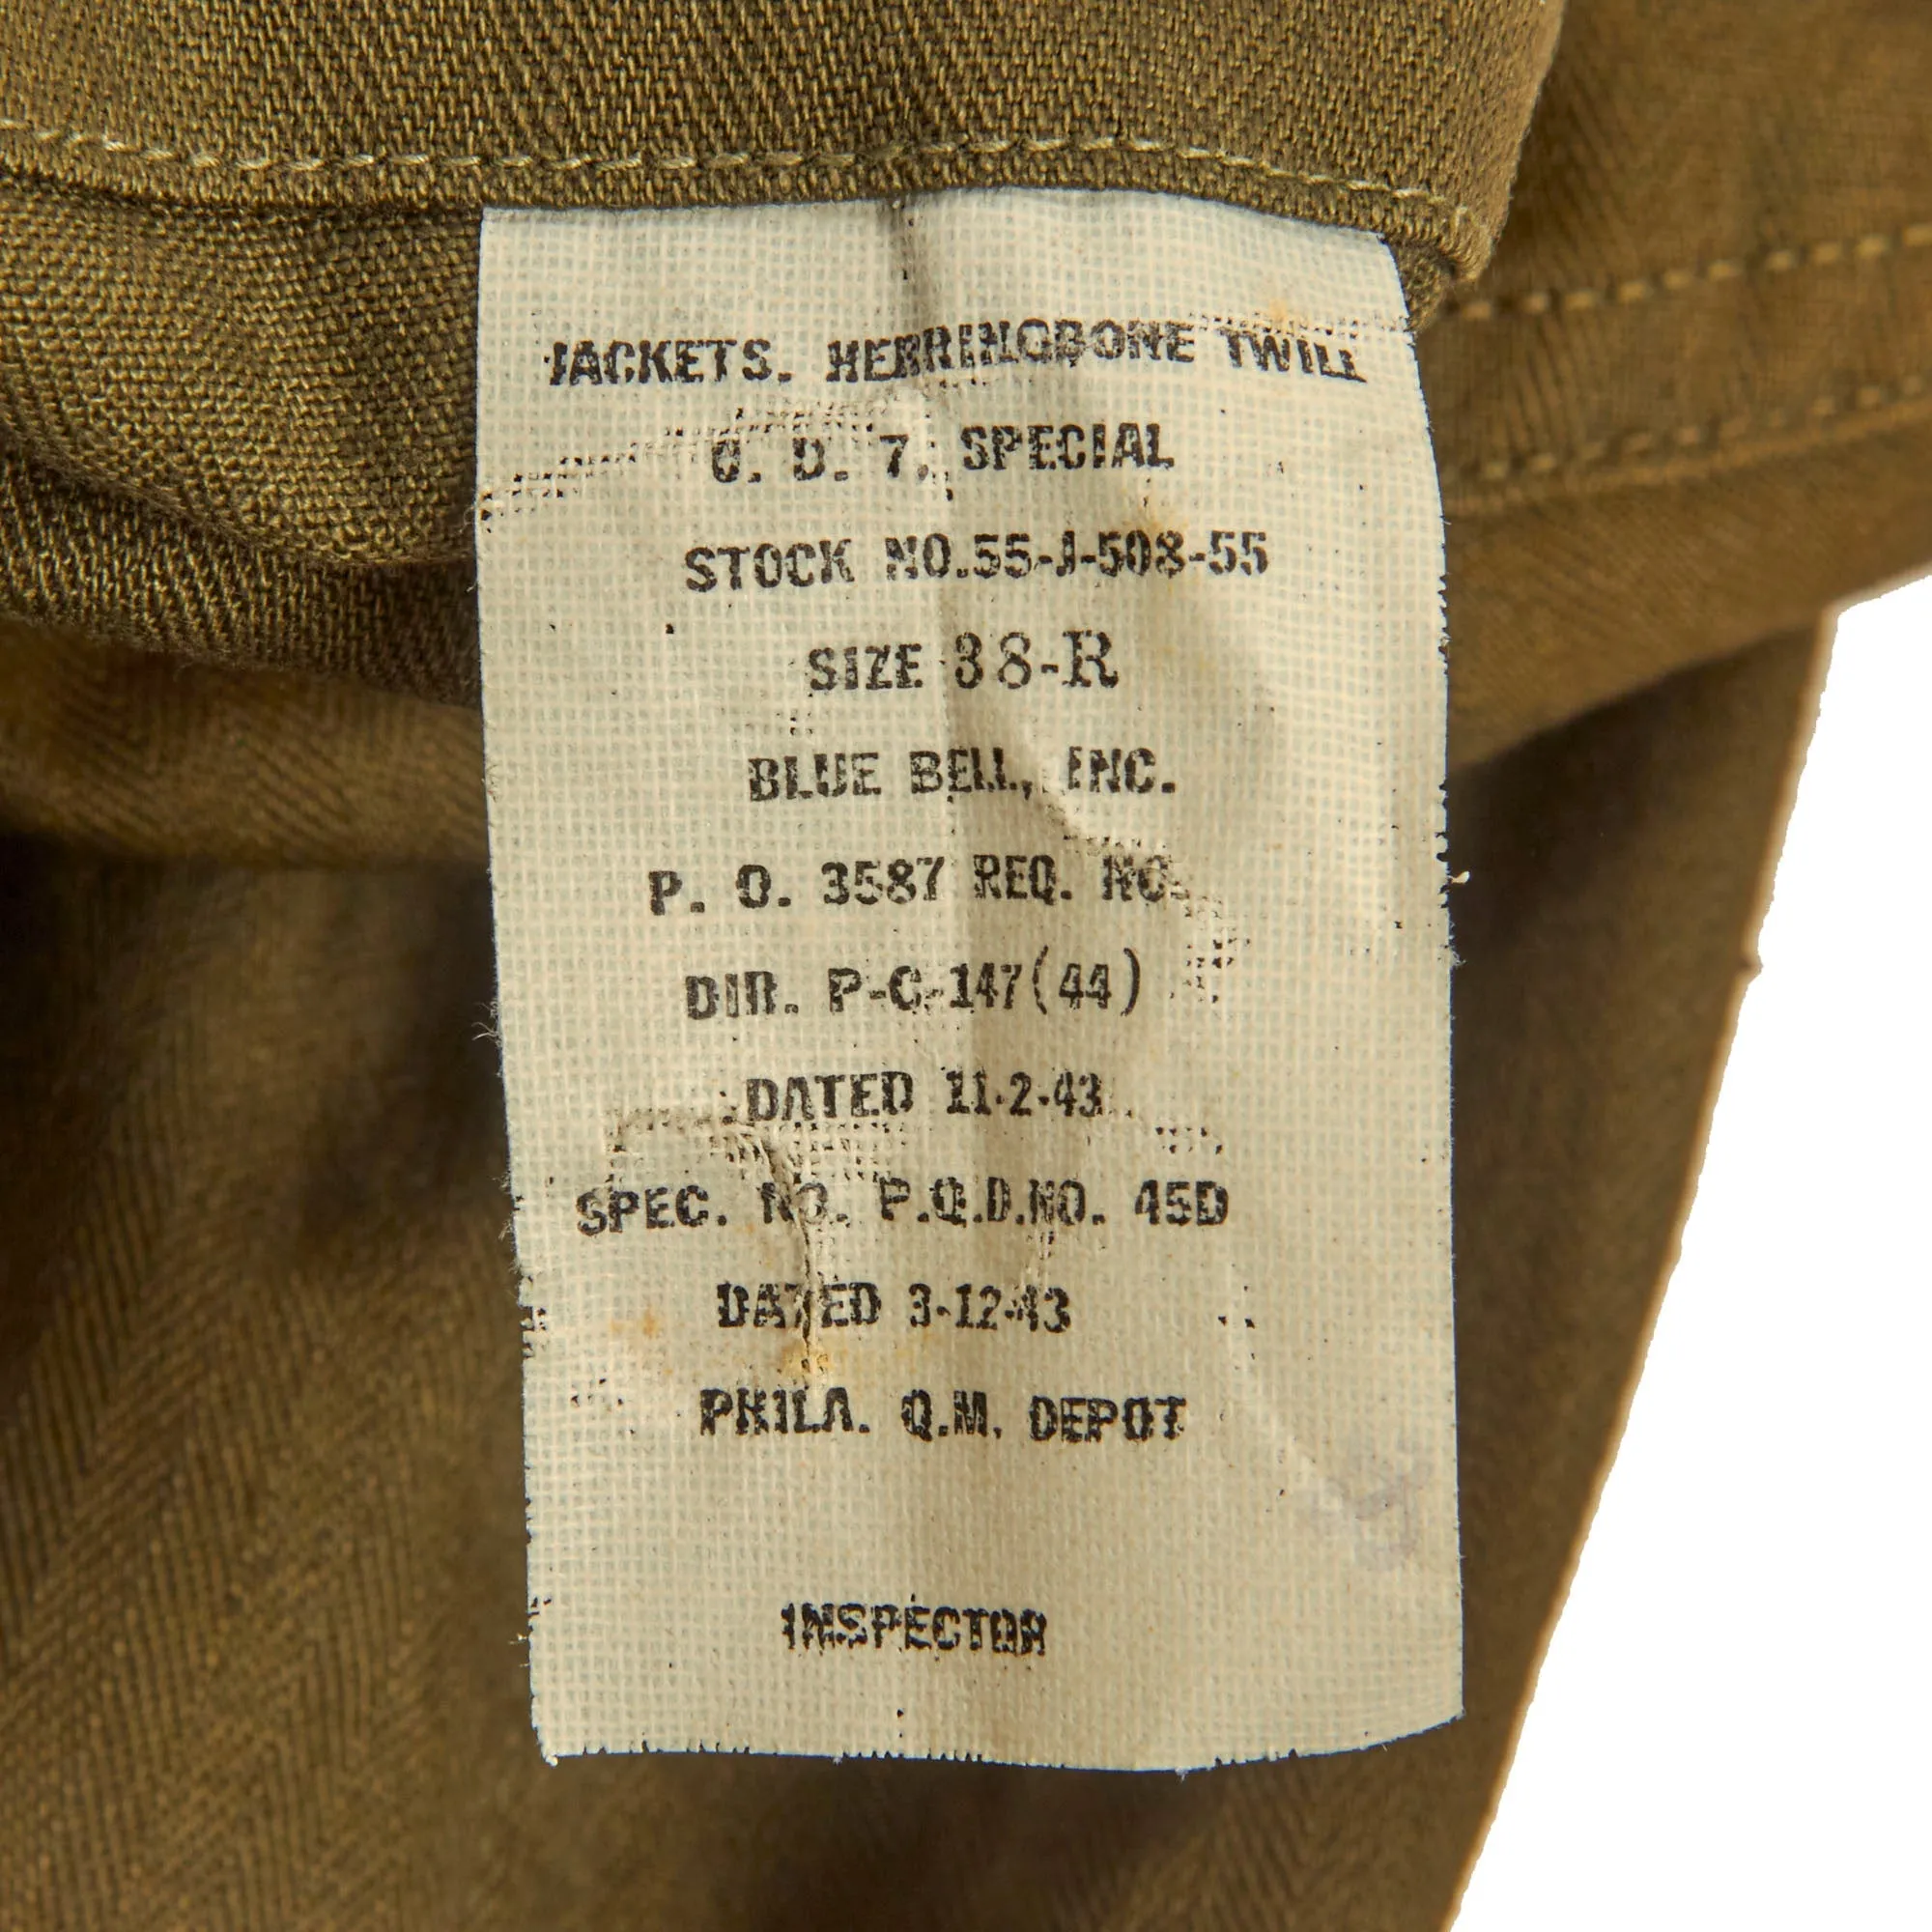 JACKETS. HERRINGBONE TWILL
O. D. 7, SPECIAL
STOCK NO.55-J-508-55
SIZE 38-R
BLUE BELL, INC.
P. O. 3587 REQ. NO.
DIR. P-C-147(44)
DATED 11-2-43
SPEC. NO. P.Q.D.NO. 45D
DATED 3-12-43
PHILA. Q.M. DEPOT
INSPECTOR